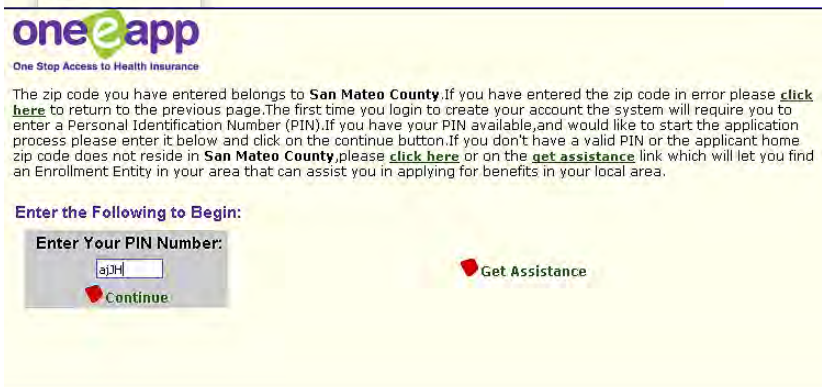 one e app
One Stop Access to Health Insurance
The zip code you have entered belongs to San Mateo County.If you have entered the zip code in error please click
here to return to the previous page.The first time you login to create your account the system will require you to
enter a Personal Identification Number (PIN).If you have your PIN available,and would like to start the application
process please enter it below and click on the continue button.If you don't have a valid PIN or the applicant home
zip code does not reside in San Mateo County,please click here or on the get assistance link which will let you find
an Enrollment Entity in your area that can assist you in applying for benefits in your local area.
Enter the Following to Begin:
Enter Your PIN Number:
ajJH
Get Assistance
Continue